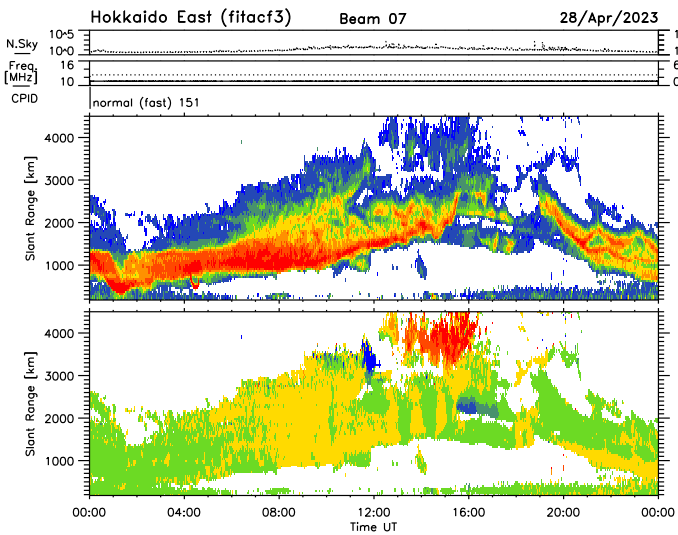 Hokkaido East (fitacf3) Beam 07 28/Apr/2023
N.Sky 10^5 10^0 1 1
Freq. [MHz] 16 10 6 0
CPID normal (fast) 151
Slant Range [km] 4000 3000 2000 1000
Slant Range [km] 4000 3000 2000 1000
00:00 04:00 08:00 12:00 16:00 20:00 00:00
Time UT